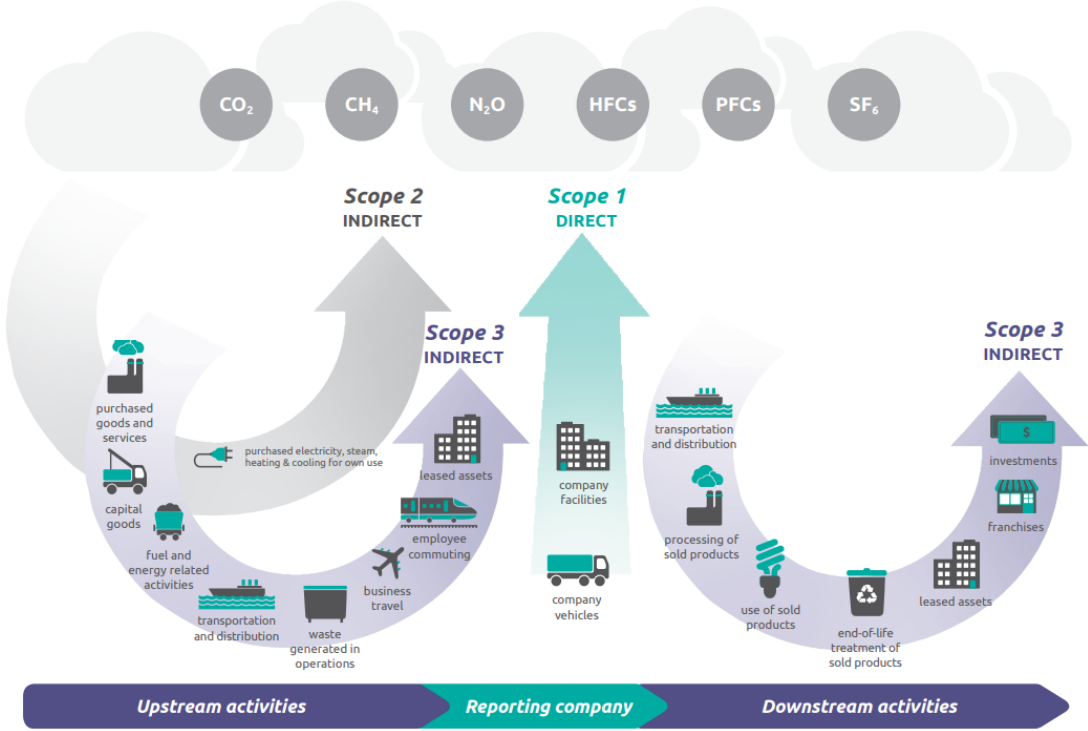 CO₂
CH₄
N₂O
HFCs
PFCs
SF₆
Scope 2
INDIRECT
Scope 1
DIRECT
Scope 3
INDIRECT
Scope 3
INDIRECT
purchased
goods and
services
capital
goods
fuel and
energy related
activities
purchased electricity, steam,
heating & cooling for own use
transportation
and distribution
waste
generated in
operations
business
travel
employee
commuting
leased assets
company
facilities
company
vehicles
transportation
and distribution
processing of
sold products
use of sold
products
end-of-life
treatment of
sold products
leased assets
franchises
$
investments
Upstream activities
Reporting company
Downstream activities